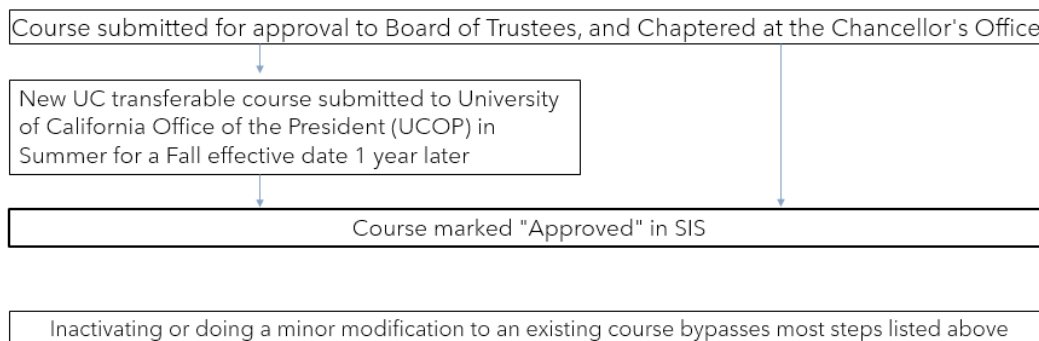 Course submitted for approval to Board of Trustees, and Chaptered at the Chancellor's Office
New UC transferable course submitted to University
of California Office of the President (UCOP) in
Summer for a Fall effective date 1 year later
Course marked "Approved" in SIS
Inactivating or doing a minor modification to an existing course bypasses most steps listed above